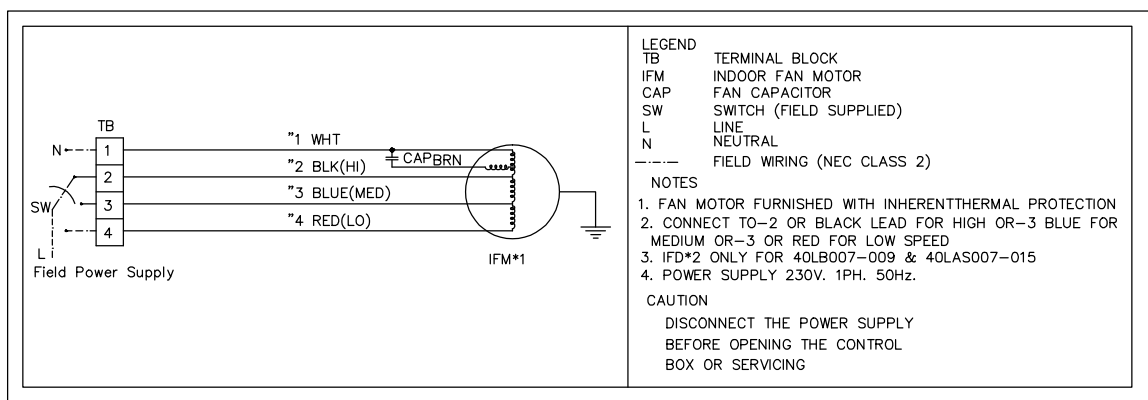 TB
N
1
"1 WHT
CAP
BRN
2
"2 BLK(HI)
SW
3
"3 BLUE(MED)
4
"4 RED(LO)
L
Field Power Supply
IFM*1
LEGEND
TB TERMINAL BLOCK
IFM INDOOR FAN MOTOR
CAP FAN CAPACITOR
SW SWITCH (FIELD SUPPLIED)
L LINE
N NEUTRAL
FIELD WIRING (NEC CLASS 2)
NOTES
1. FAN MOTOR FURNISHED WITH INHERENTTHERMAL PROTECTION
2. CONNECT TO-2 OR BLACK LEAD FOR HIGH OR-3 BLUE FOR
MEDIUM OR-3 OR RED FOR LOW SPEED
3. IFD*2 ONLY FOR 40LB007-009 & 40LAS007-015
4. POWER SUPPLY 230V. 1PH. 50Hz.
CAUTION
DISCONNECT THE POWER SUPPLY
BEFORE OPENING THE CONTROL
BOX OR SERVICING